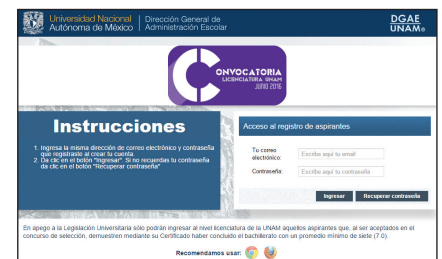 Universidad Nacional
Autónoma de México
Dirección General de
Administración Escolar
DGAE
UNAM
CONVOCATORIA
LICENCIATURA UNAM
JUNIO 2016
Instrucciones
1. Ingresa la misma dirección de correo electrónico y contraseña
que registraste al crear tu cuenta.
2. Da clic en el botón "Ingresar". Si no recuerdas tu contraseña
da clic en el botón "Recuperar contraseña"
Acceso al registro de aspirantes
Tu correo
electrónico:
Escribe aquí tu email
Contraseña:
Escribe aquí tu contraseña
Ingresar
Recuperar contraseña
En apego a la Legislación Universitaria sólo podrán ingresar al nivel licenciatura de la UNAM aquellos aspirantes que, al ser aceptados en el
concurso de selección, demuestren mediante su Certificado haber concluido el bachillerato con un promedio mínimo de siete (7.0).
Recomendamos usar: